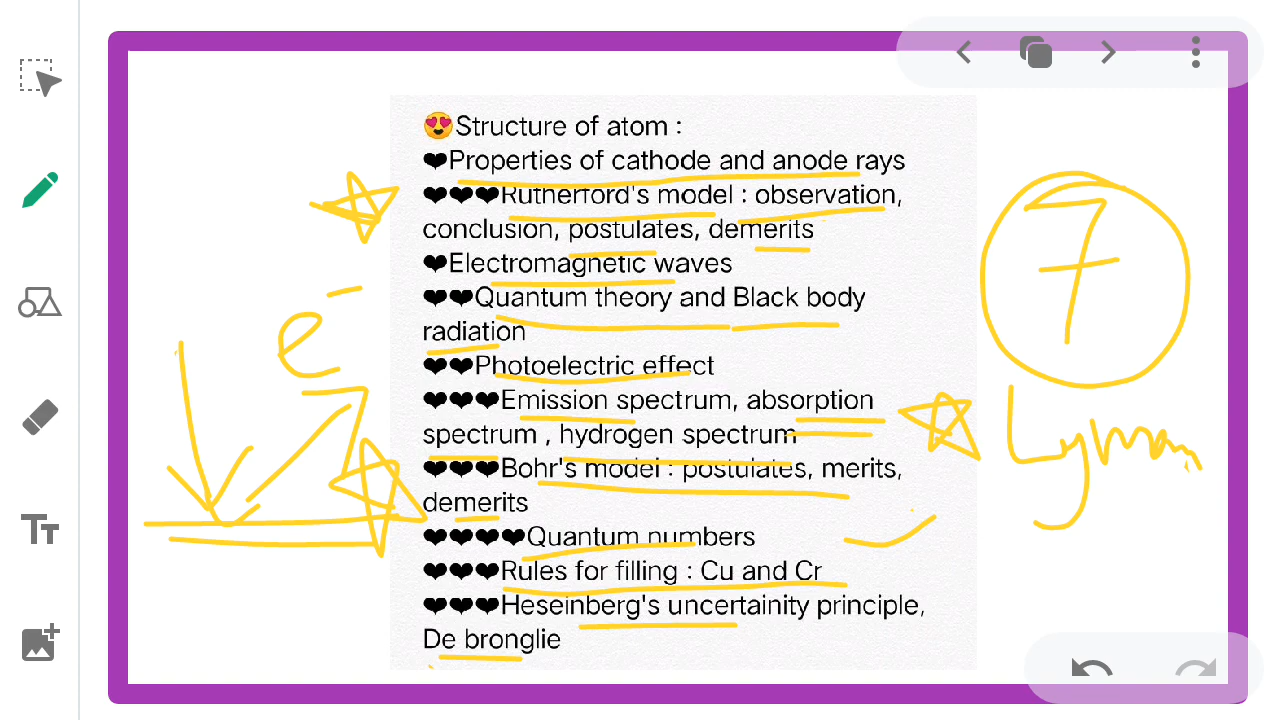 😍Structure of atom :
❤Properties of cathode and anode rays
❤❤❤Rutherford's model : observation,
conclusion, postulates, demerits
❤Electromagnetic waves
❤❤Quantum theory and Black body
radiation
❤❤Photoelectric effect
❤❤❤Emission spectrum, absorption
spectrum , hydrogen spectrum
❤❤❤Bohr's model : postulates, merits,
demerits
❤❤❤❤Quantum numbers
❤❤❤Rules for filling : Cu and Cr
❤❤❤Heseinberg's uncertainity principle,
De bronglie
e⁻
7
TT